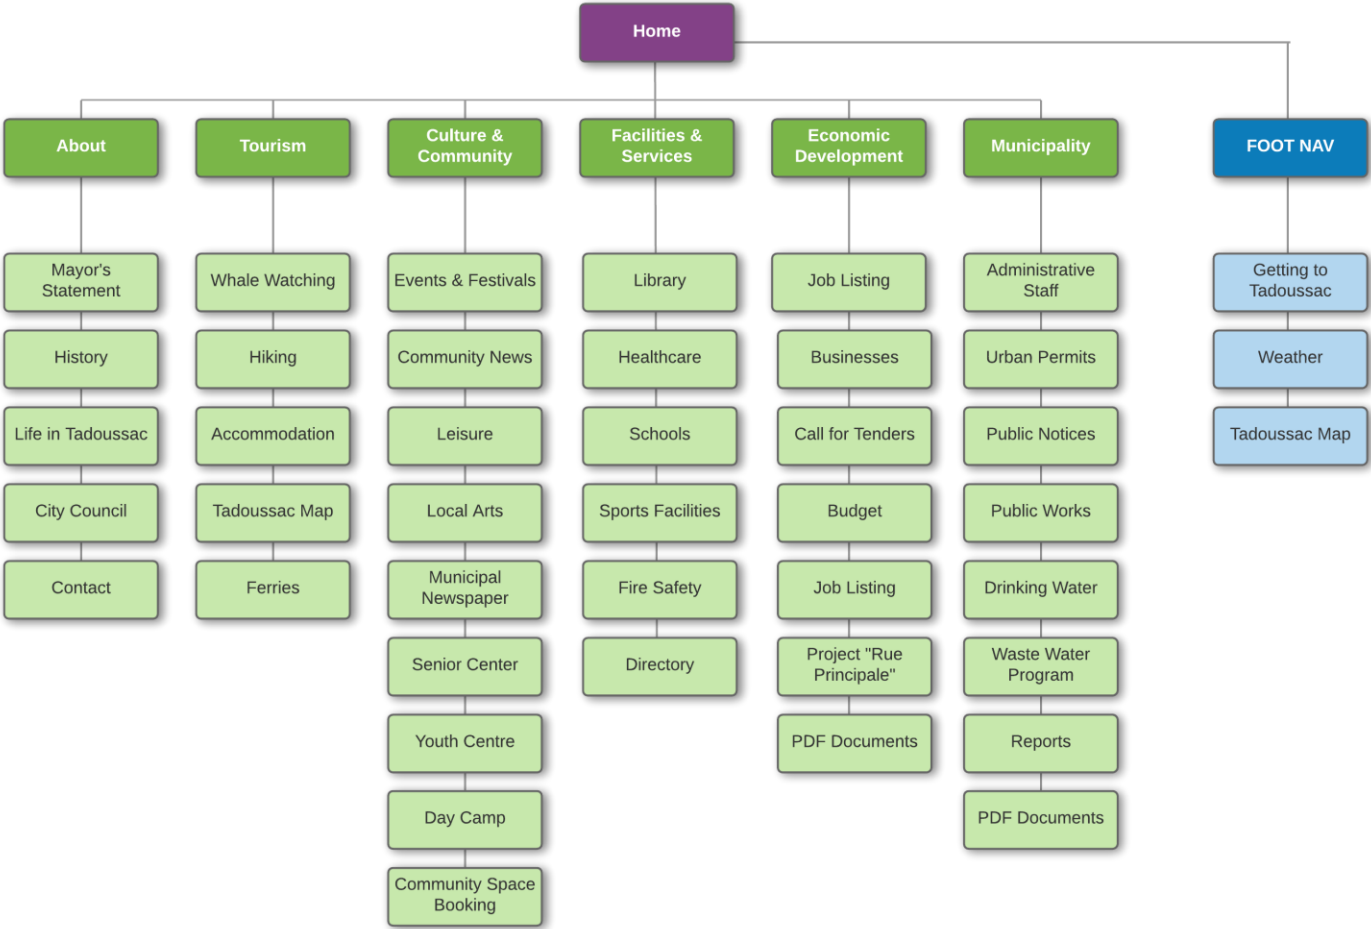 Home
About
Tourism
Culture &
Community
Facilities &
Services
Economic
Development
Municipality
FOOT NAV
Mayor's
Statement
History
Life in Tadoussac
City Council
Contact
Whale Watching
Hiking
Accommodation
Tadoussac Map
Ferries
Events & Festivals
Community News
Leisure
Local Arts
Municipal
Newspaper
Senior Center
Youth Centre
Day Camp
Community Space
Booking
Library
Healthcare
Schools
Sports Facilities
Fire Safety
Directory
Job Listing
Businesses
Call for Tenders
Budget
Job Listing
Project "Rue
Principale"
PDF Documents
Administrative
Staff
Urban Permits
Public Notices
Public Works
Drinking Water
Waste Water
Program
Reports
PDF Documents
Getting to
Tadoussac
Weather
Tadoussac Map